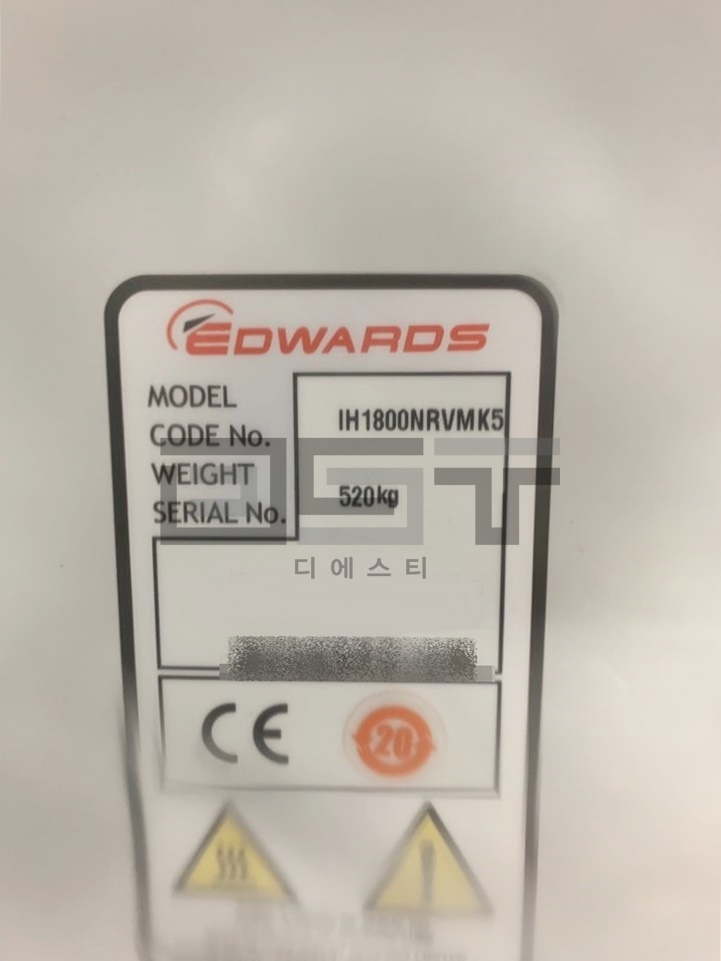 EDWARDS
MODEL
IH1800NRVMK5
CODE No.
WEIGHT
520kg
SERIAL No.
DST
디에스티
CE
20